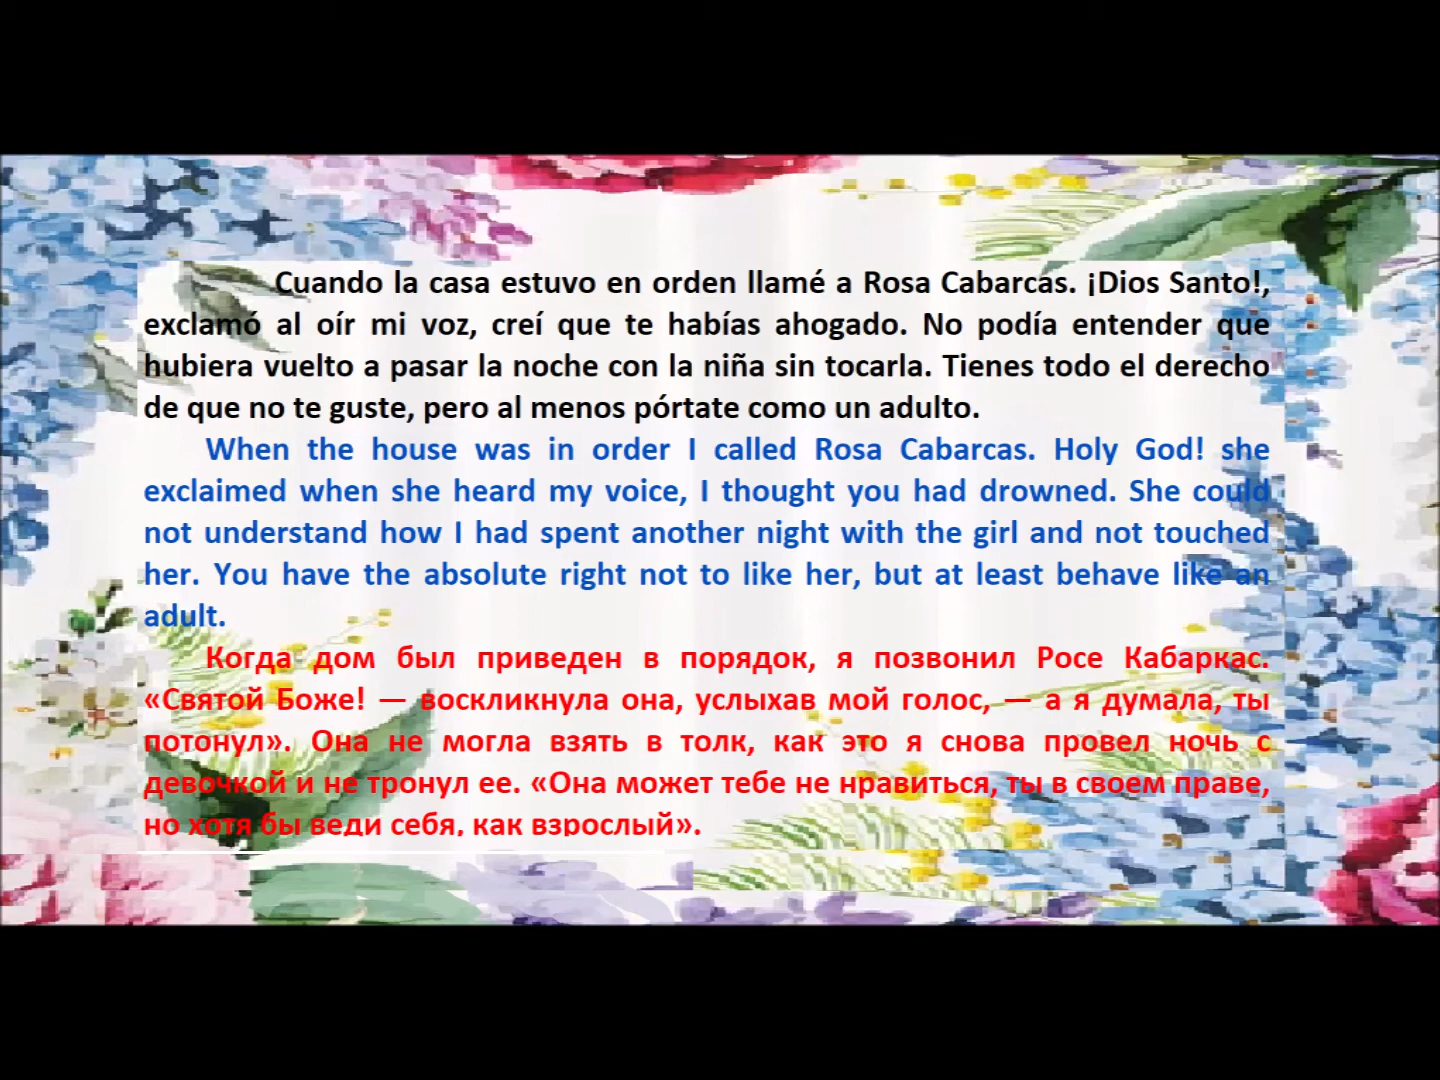 Cuando la casa estuvo en orden llamé a Rosa Cabarcas. ¡Dios Santo!,
exclamó al oír mi voz, creí que te habías ahogado. No podía entender que
hubiera vuelto a pasar la noche con la niña sin tocarla. Tienes todo el derecho
de que no te guste, pero al menos pórtate como un adulto.
When the house was in order I called Rosa Cabarcas. Holy God! she
exclaimed when she heard my voice, I thought you had drowned. She could
not understand how I had spent another night with the girl and not touched
her. You have the absolute right not to like her, but at least behave like an
adult.
Когда дом был приведен в порядок, я позвонил Росе Кабаркас.
«Святой Боже! — воскликнула она, услыхав мой голос, — а я думала, ты
потонул». Она не могла взять в толк, как это я снова провел ночь с
девочкой и не тронул ее. «Она может тебе не нравиться, ты в своем праве,
но хотя бы веди себя, как взрослый».